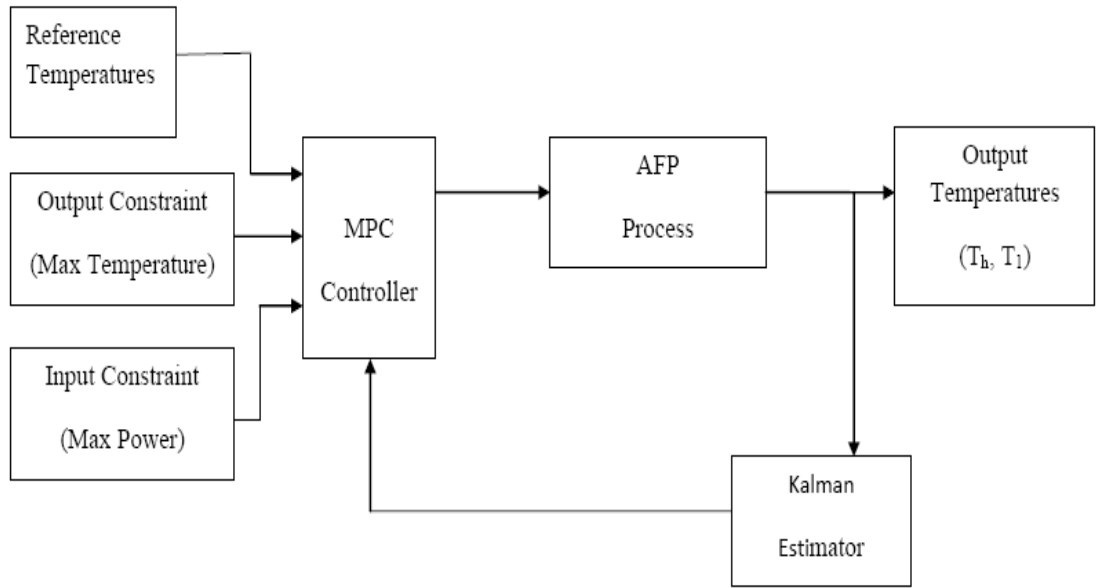 Reference
Temperatures
Output Constraint
(Max Temperature)
Input Constraint
(Max Power)
MPC
Controller
AFP
Process
Output
Temperatures
(Tₕ, T₁)
Kalman
Estimator